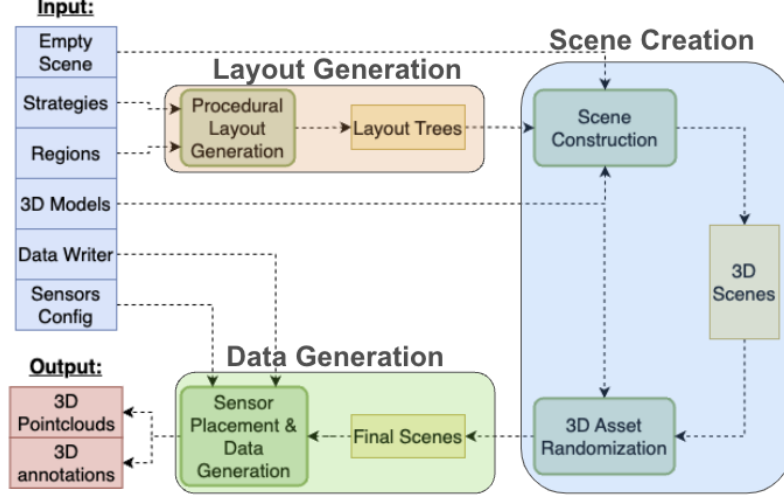 Input:
Empty
Scene
Strategies
Regions
3D Models
Data Writer
Sensors
Config
Layout Generation
Procedural
Layout
Generation
Layout Trees
Scene Creation
Scene
Construction
3D
Scenes
3D Asset
Randomization
Data Generation
Sensor
Placement &
Data
Generation
Final Scenes
Output:
3D
Pointclouds
3D
annotations